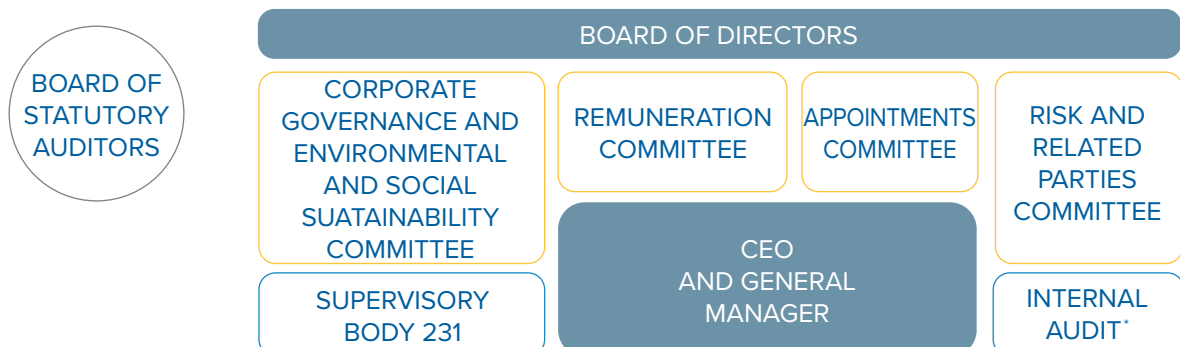 BOARD OF DIRECTORS
BOARD OF
STATUTORY
AUDITORS
CORPORATE
GOVERNANCE AND
ENVIRONMENTAL
AND SOCIAL
SUATAINABILITY
COMMITTEE
REMUNERATION
COMMITTEE
APPOINTMENTS
COMMITTEE
RISK AND
RELATED
PARTIES
COMMITTEE
CEO
AND GENERAL
MANAGER
SUPERVISORY
BODY 231
INTERNAL
AUDIT*